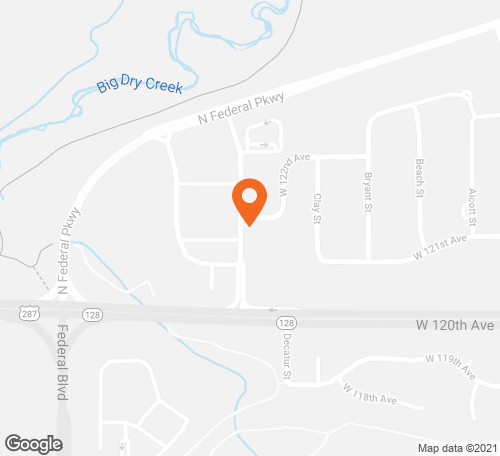 Big Dry Creek
N Federal Pkwy
W 122nd Ave
Clay St
Bryant St
Beach St
Alcott St
W 121st Ave
N Federal Pkwy
287
128
128
W 120th Ave
Federal Blvd
Decatur St
W 119th Ave
W 118th Ave
Google
Map data ©2021